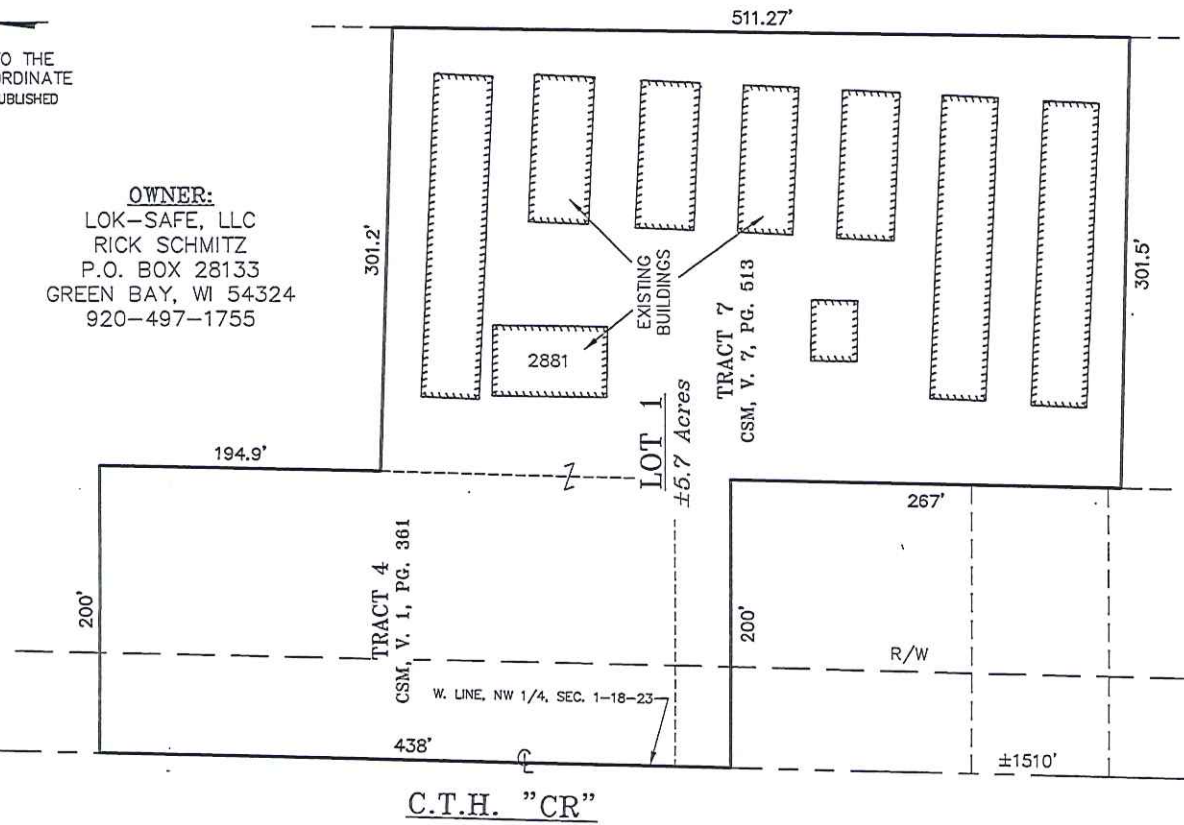 O THE
ORDINATE
UBLISHED
511.27'
OWNER:
LOK-SAFE, LLC
RICK SCHMITZ
P.O. BOX 28133
GREEN BAY, WI 54324
920-497-1755
301.2'
EXISTING
BUILDINGS
2881
TRACT 7
CSM, V. 7, PG. 513
301.5'
LOT 1
±5.7 Acres
194.9'
Z
267'
200'
TRACT 4
CSM, V. 1, PG. 361
200'
R/W
W. LINE, NW 1/4, SEC. 1-18-23
438'
℄
±1510'
C.T.H. "CR"